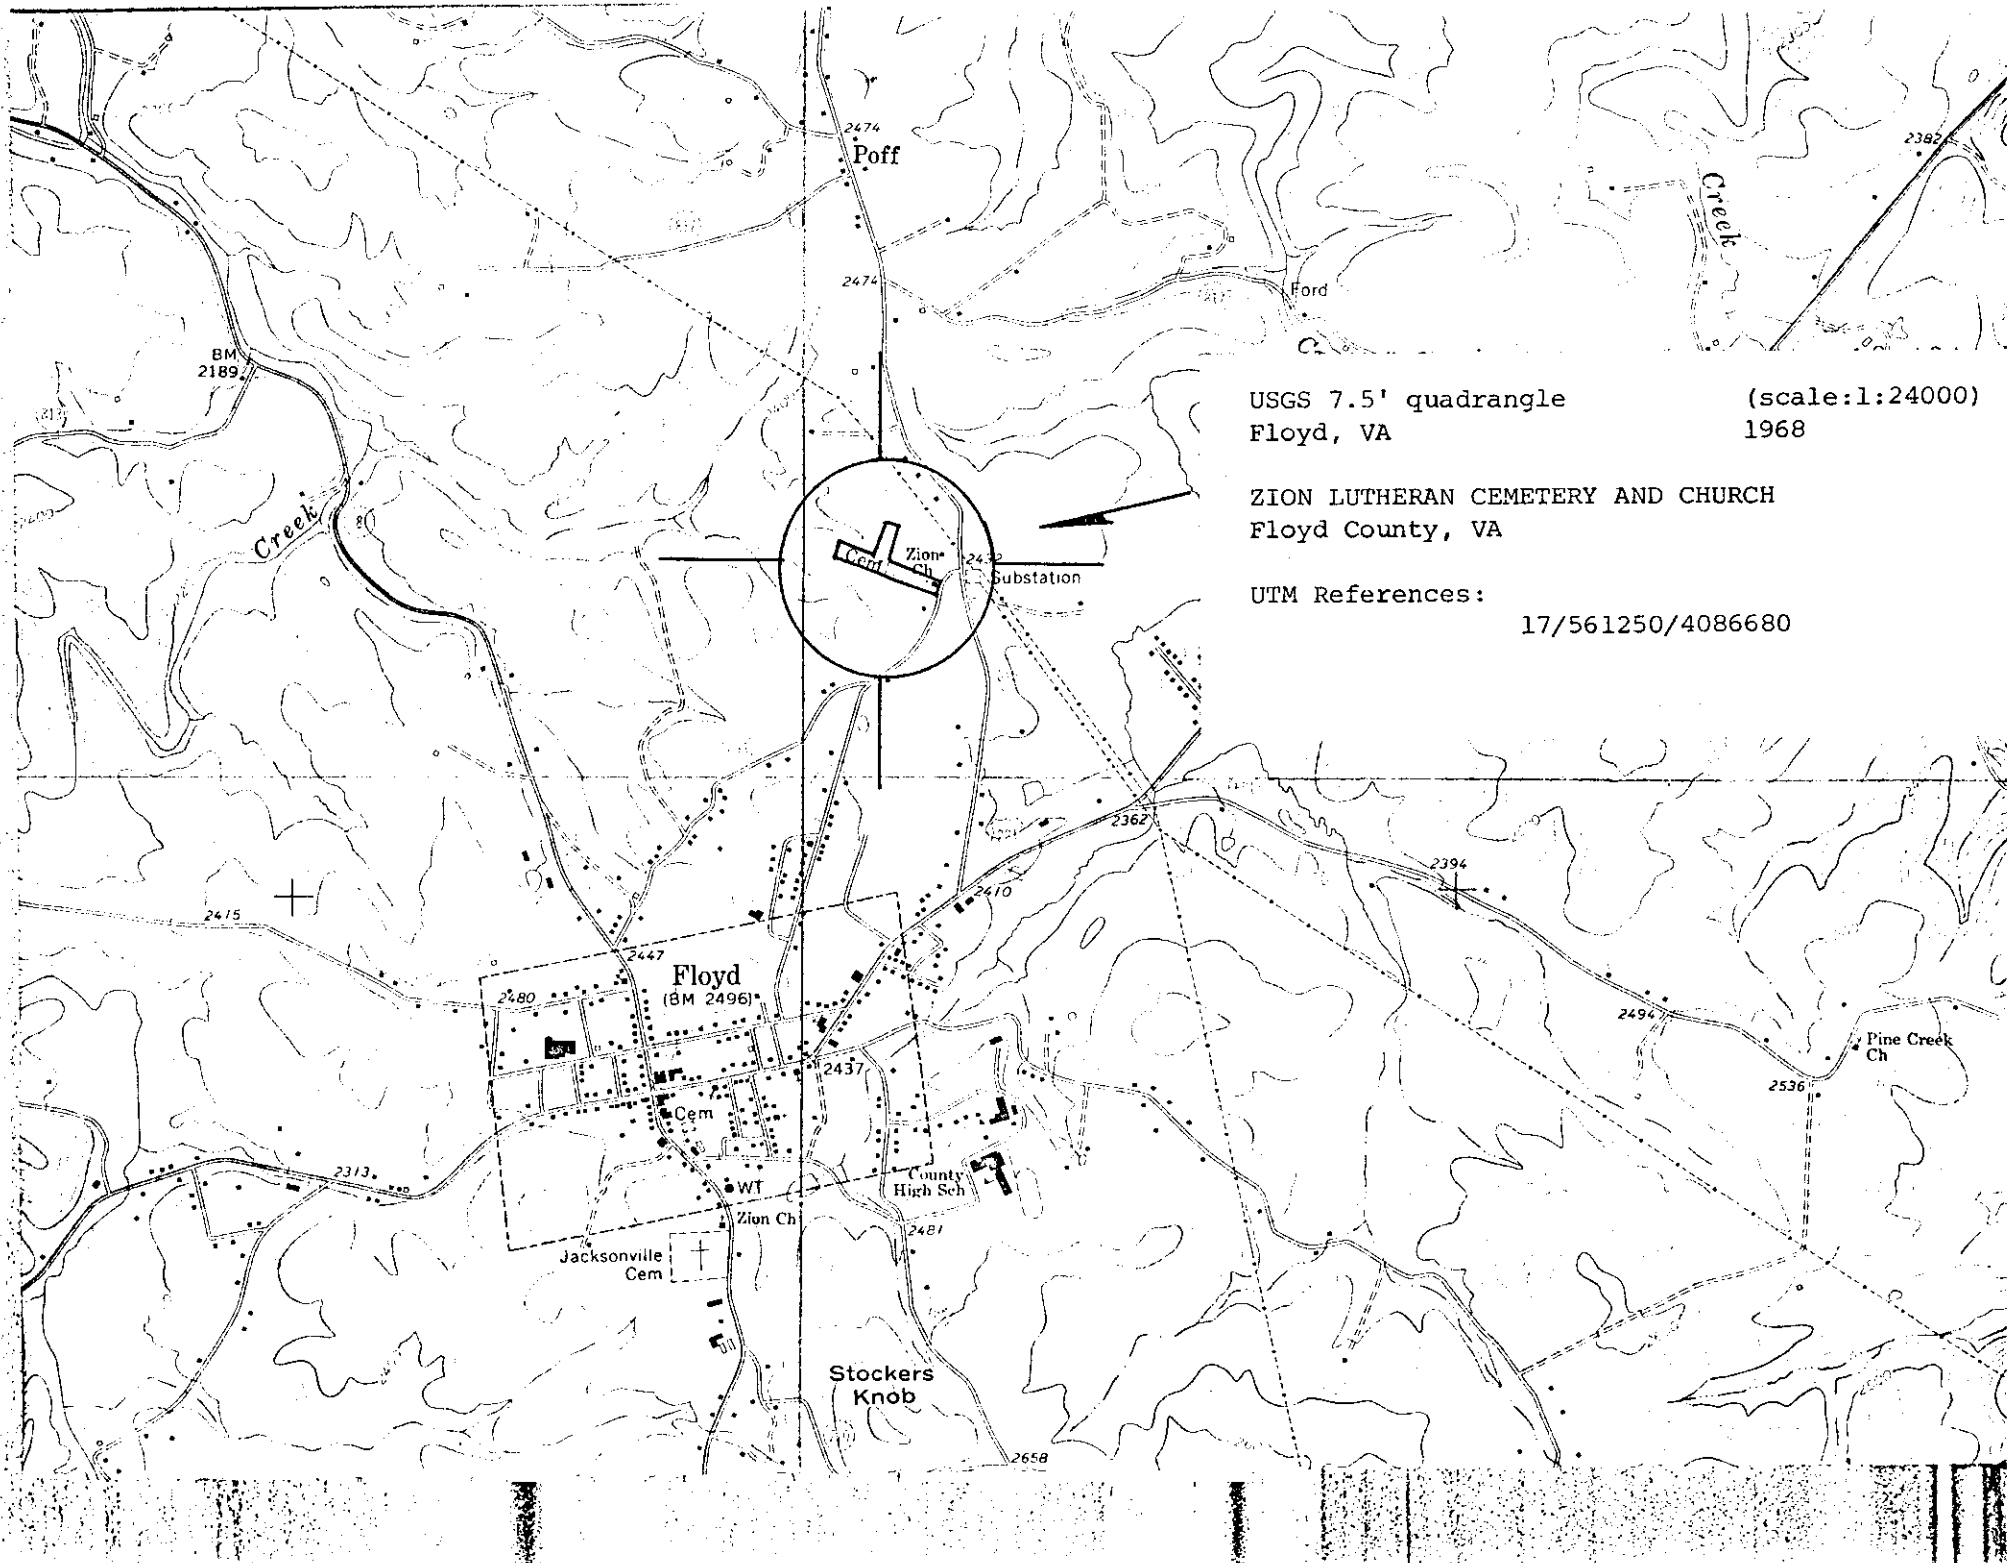 2474
Poff
2382
Creek
2474
Ford
BM
2189
USGS 7.5' quadrangle (scale:1:24000)
Floyd, VA 1968
ZION LUTHERAN CEMETERY AND CHURCH
Floyd County, VA
UTM References:
17/561250/4086680
Creek
Cem
Zion
Ch
2432
Substation
2362
2394
2410
2415
2447
Floyd
(BM 2496)
2480
2494
Pine Creek
Ch
2536
2437
Cem
2313
WT
County
High Sch
Zion Ch
2481
Jacksonville
Cem
Stockers
Knob
2658